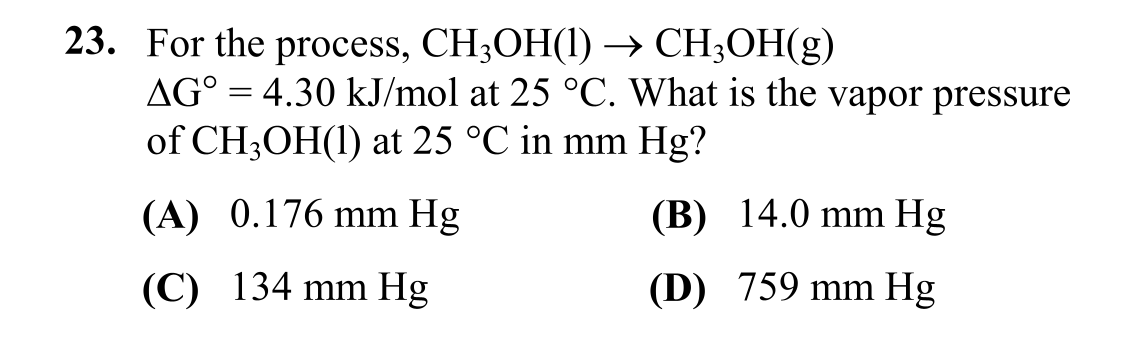 23. For the process, CH₃OH(l) → CH₃OH(g)
ΔG° = 4.30 kJ/mol at 25 °C. What is the vapor pressure
of CH₃OH(l) at 25 °C in mm Hg?
(A) 0.176 mm Hg (B) 14.0 mm Hg
(C) 134 mm Hg (D) 759 mm Hg